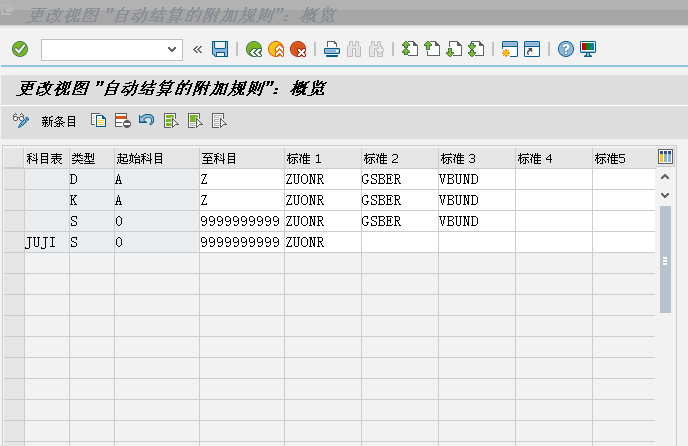 更改视图 "自动结算的附加规则": 概览
更改视图 "自动结算的附加规则": 概览
新条目
科目表 类型 起始科目 至科目 标准 1 标准 2 标准 3 标准 4 标准5
D A Z ZUONR GSBER VBUND
K A Z ZUONR GSBER VBUND
S 0 9999999999 ZUONR GSBER VBUND
JUJI S 0 9999999999 ZUONR